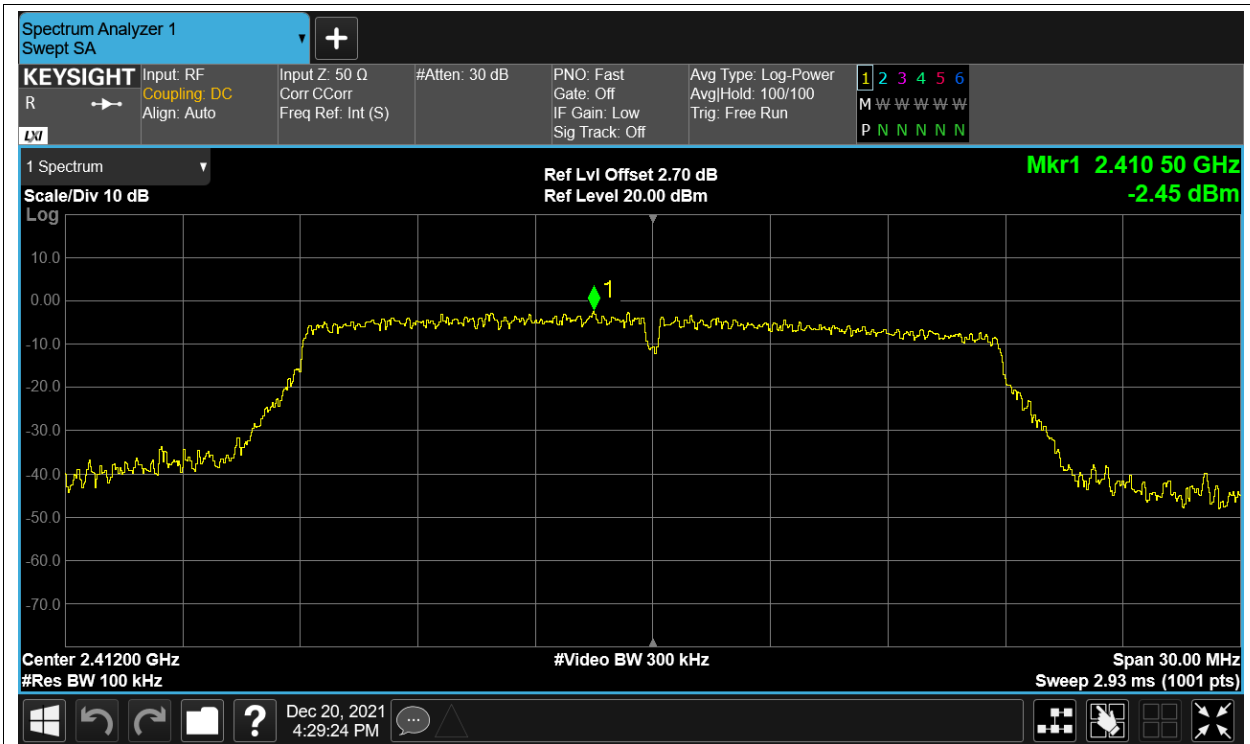 Spectrum Analyzer 1
Swept SA
KEYSIGHT
R
LXI
Input: RF
Coupling: DC
Align: Auto
Input Z: 50 Ω
Corr CCorr
Freq Ref: Int (S)
#Atten: 30 dB
PNO: Fast
Gate: Off
IF Gain: Low
Sig Track: Off
Avg Type: Log-Power
Avg|Hold: 100/100
Trig: Free Run
1 2 3 4 5 6
M W W W W W
P N N N N N
1 Spectrum
Scale/Div 10 dB
Log
Ref Lvl Offset 2.70 dB
Ref Level 20.00 dBm
Mkr1 2.410 50 GHz
-2.45 dBm
1
10.0
0.00
-10.0
-20.0
-30.0
-40.0
-50.0
-60.0
-70.0
Center 2.41200 GHz
#Res BW 100 kHz
#Video BW 300 kHz
Span 30.00 MHz
Sweep 2.93 ms (1001 pts)
?
Dec 20, 2021
4:29:24 PM